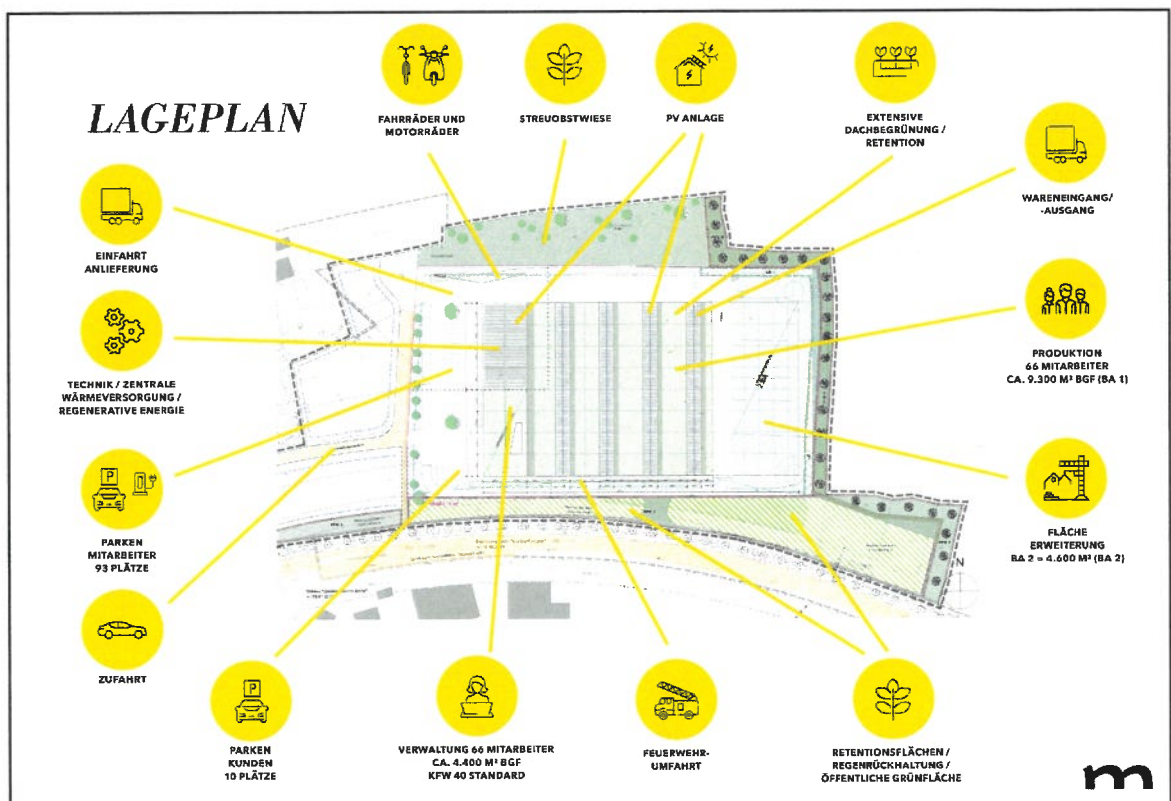 LAGEPLAN
FAHRRÄDER UND
MOTORRÄDER
STREUOBSTWIESE
PV ANLAGE
EXTENSIVE
DACHBEGRÜNUNG /
RETENTION
WARENEINGANG/
-AUSGANG
EINFAHRT
ANLIEFERUNG
TECHNIK / ZENTRALE
WÄRMEVERSORGUNG /
REGENERATIVE ENERGIE
PRODUKTION
66 MITARBEITER
CA. 9.300 M² BGF (BA 1)
P
PARKEN
MITARBEITER
93 PLÄTZE
FLÄCHE
ERWEITERUNG
BA 2 = 4.600 M² (BA 2)
N
ZUFAHRT
P
PARKEN
KUNDEN
10 PLÄTZE
VERWALTUNG 66 MITARBEITER
CA. 4.400 M² BGF
KFW 40 STANDARD
FEUERWEHR-
UMFAHRT
RETENTIONSFLÄCHEN /
REGENRÜCKHALTUNG /
ÖFFENTLICHE GRÜNFLÄCHE
m